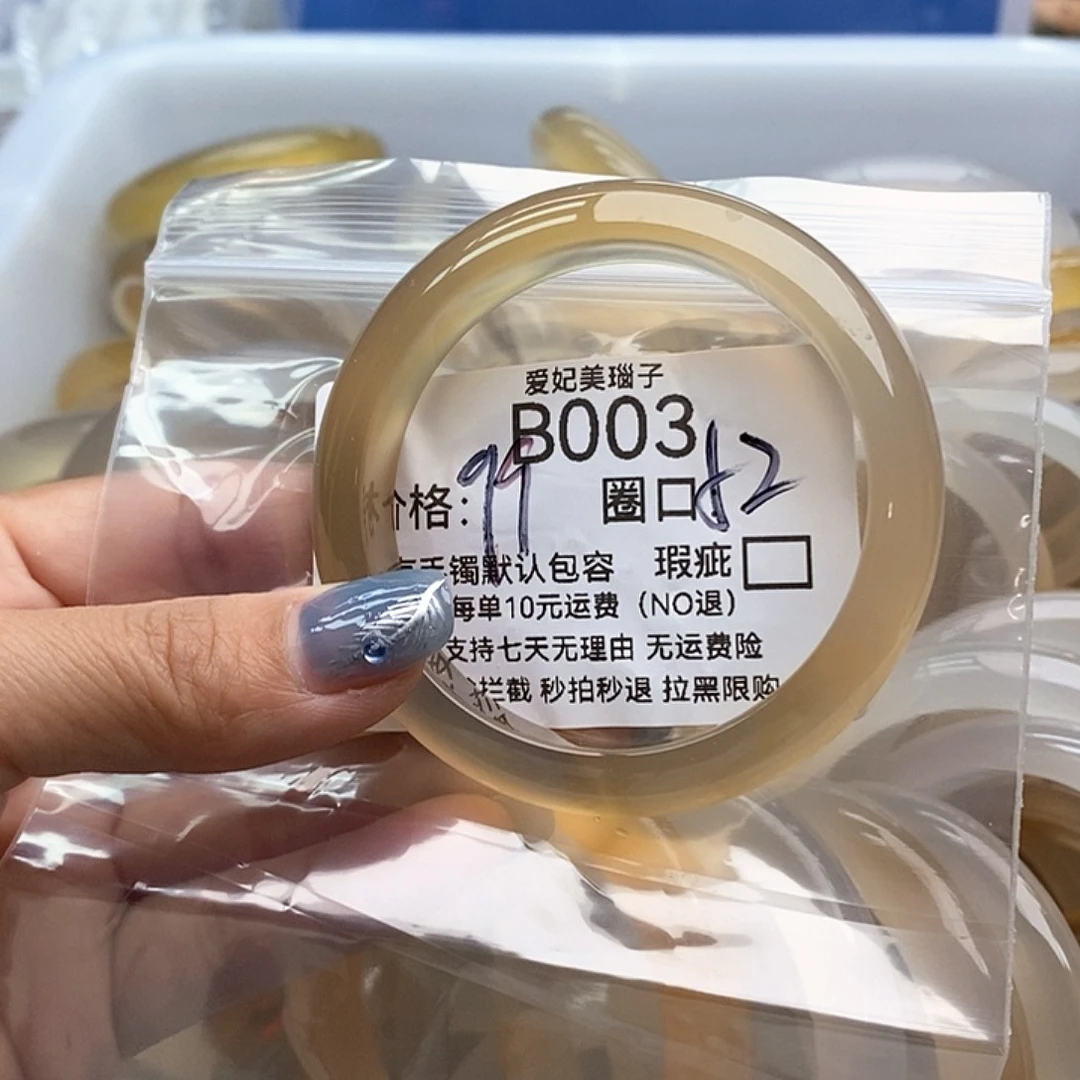 爱妃美瑙子
B003
价格：99 圈口52
手镯默认包容 瑕疵
每单10元运费（NO退）
支持七天无理由 无运费险
拦截 秒拍秒退 拉黑限购